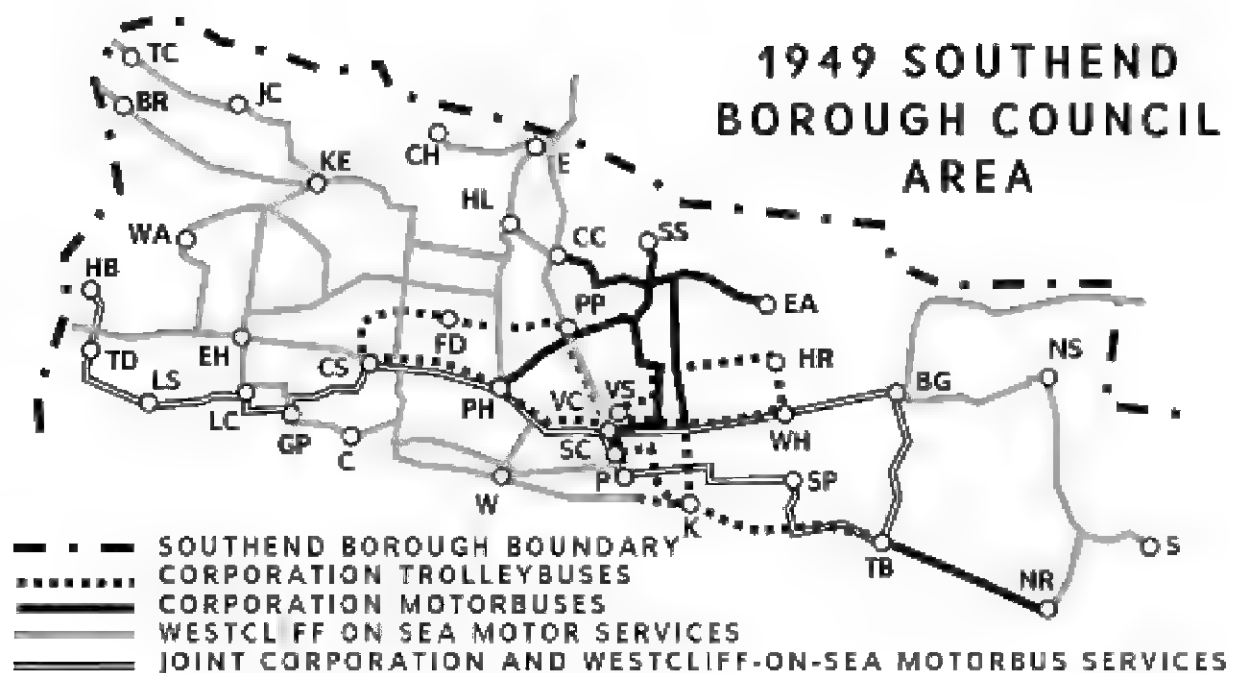 1949 SOUTHEND
BOROUGH COUNCIL
AREA
TC
BR
JC
KE
CH
E
HL
WA
CC
SS
HB
PP
EA
TD
EH
FD
HR
NS
LS
CS
BG
LC
PH
VC
VS
GP
C
SC
WH
W
P
SP
K
TB
NR
S
SOUTHEND BOROUGH BOUNDARY
CORPORATION TROLLEYBUSES
CORPORATION MOTORBUSES
WESTCLIFF ON SEA MOTOR SERVICES
JOINT CORPORATION AND WESTCLIFF-ON-SEA MOTORBUS SERVICES